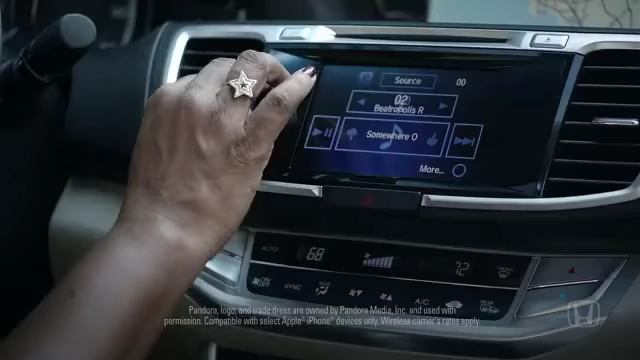 Source
00
02
Beatropolis R
Somewhere O
More...
AUTO
68
72
SYNC
A/C
Pandora, logo, and trade dress are owned by Pandora Media, Inc. and used with
permission. Compatible with select Apple® iPhone® devices only. Wireless carrier's rates apply.